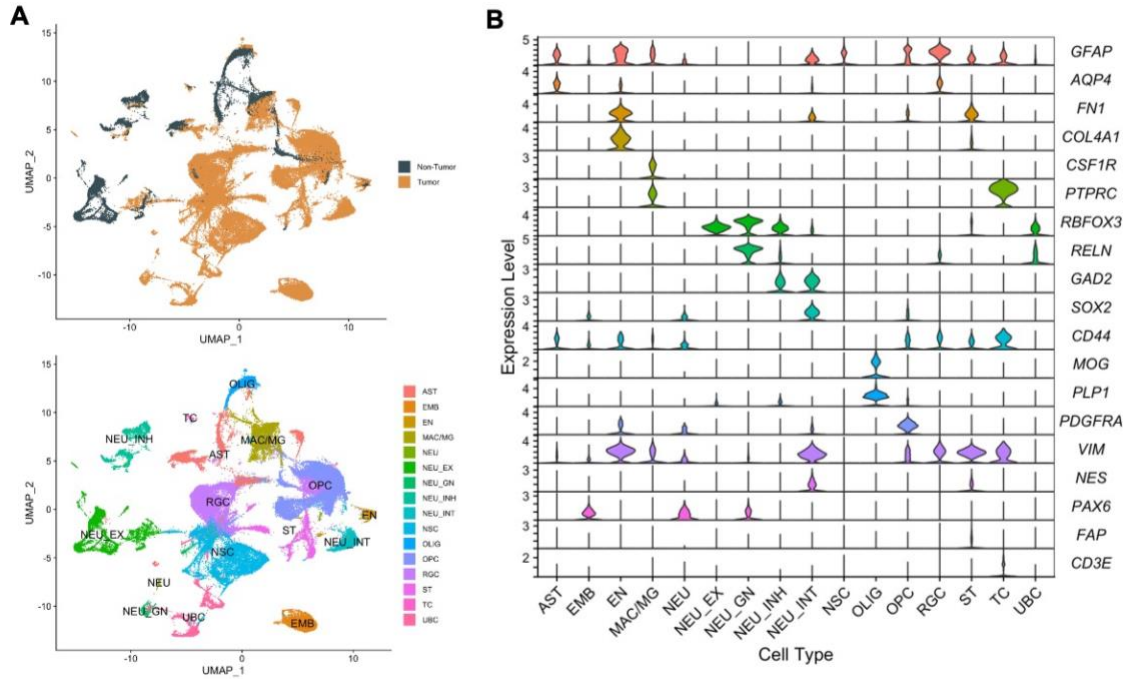 A
15
10
5
0
-5
-10
UMAP_2
-10
0
10
UMAP_1
Non-Tumor
Tumor
15
10
5
0
-5
-10
UMAP_2
-10
0
10
UMAP_1
OLIG
TC
NEU_INH
MAC/MG
AST
OPC
RGC
EN
ST
NEU_EX
NEU_INT
NSC
NEU
NEU_GN
UBC
EMB
AST
EMB
EN
MAC/MG
NEU
NEU_EX
NEU_GN
NEU_INH
NEU_INT
NSC
OLIG
OPC
RGC
ST
TC
UBC
B
Expression Level
5 GFAP
4 AQP4
4 FN1
4 COL4A1
3 CSF1R
3 PTPRC
4 RBFOX3
5 RELN
3 GAD2
3 SOX2
4 CD44
2 MOG
4 PLP1
4 PDGFRA
4 VIM
3 NES
3 PAX6
3 FAP
2 CD3E
AST EMB EN MAC/MG NEU NEU_EX NEU_GN NEU_INH NEU_INT NSC OLIG OPC RGC ST TC UBC
Cell Type